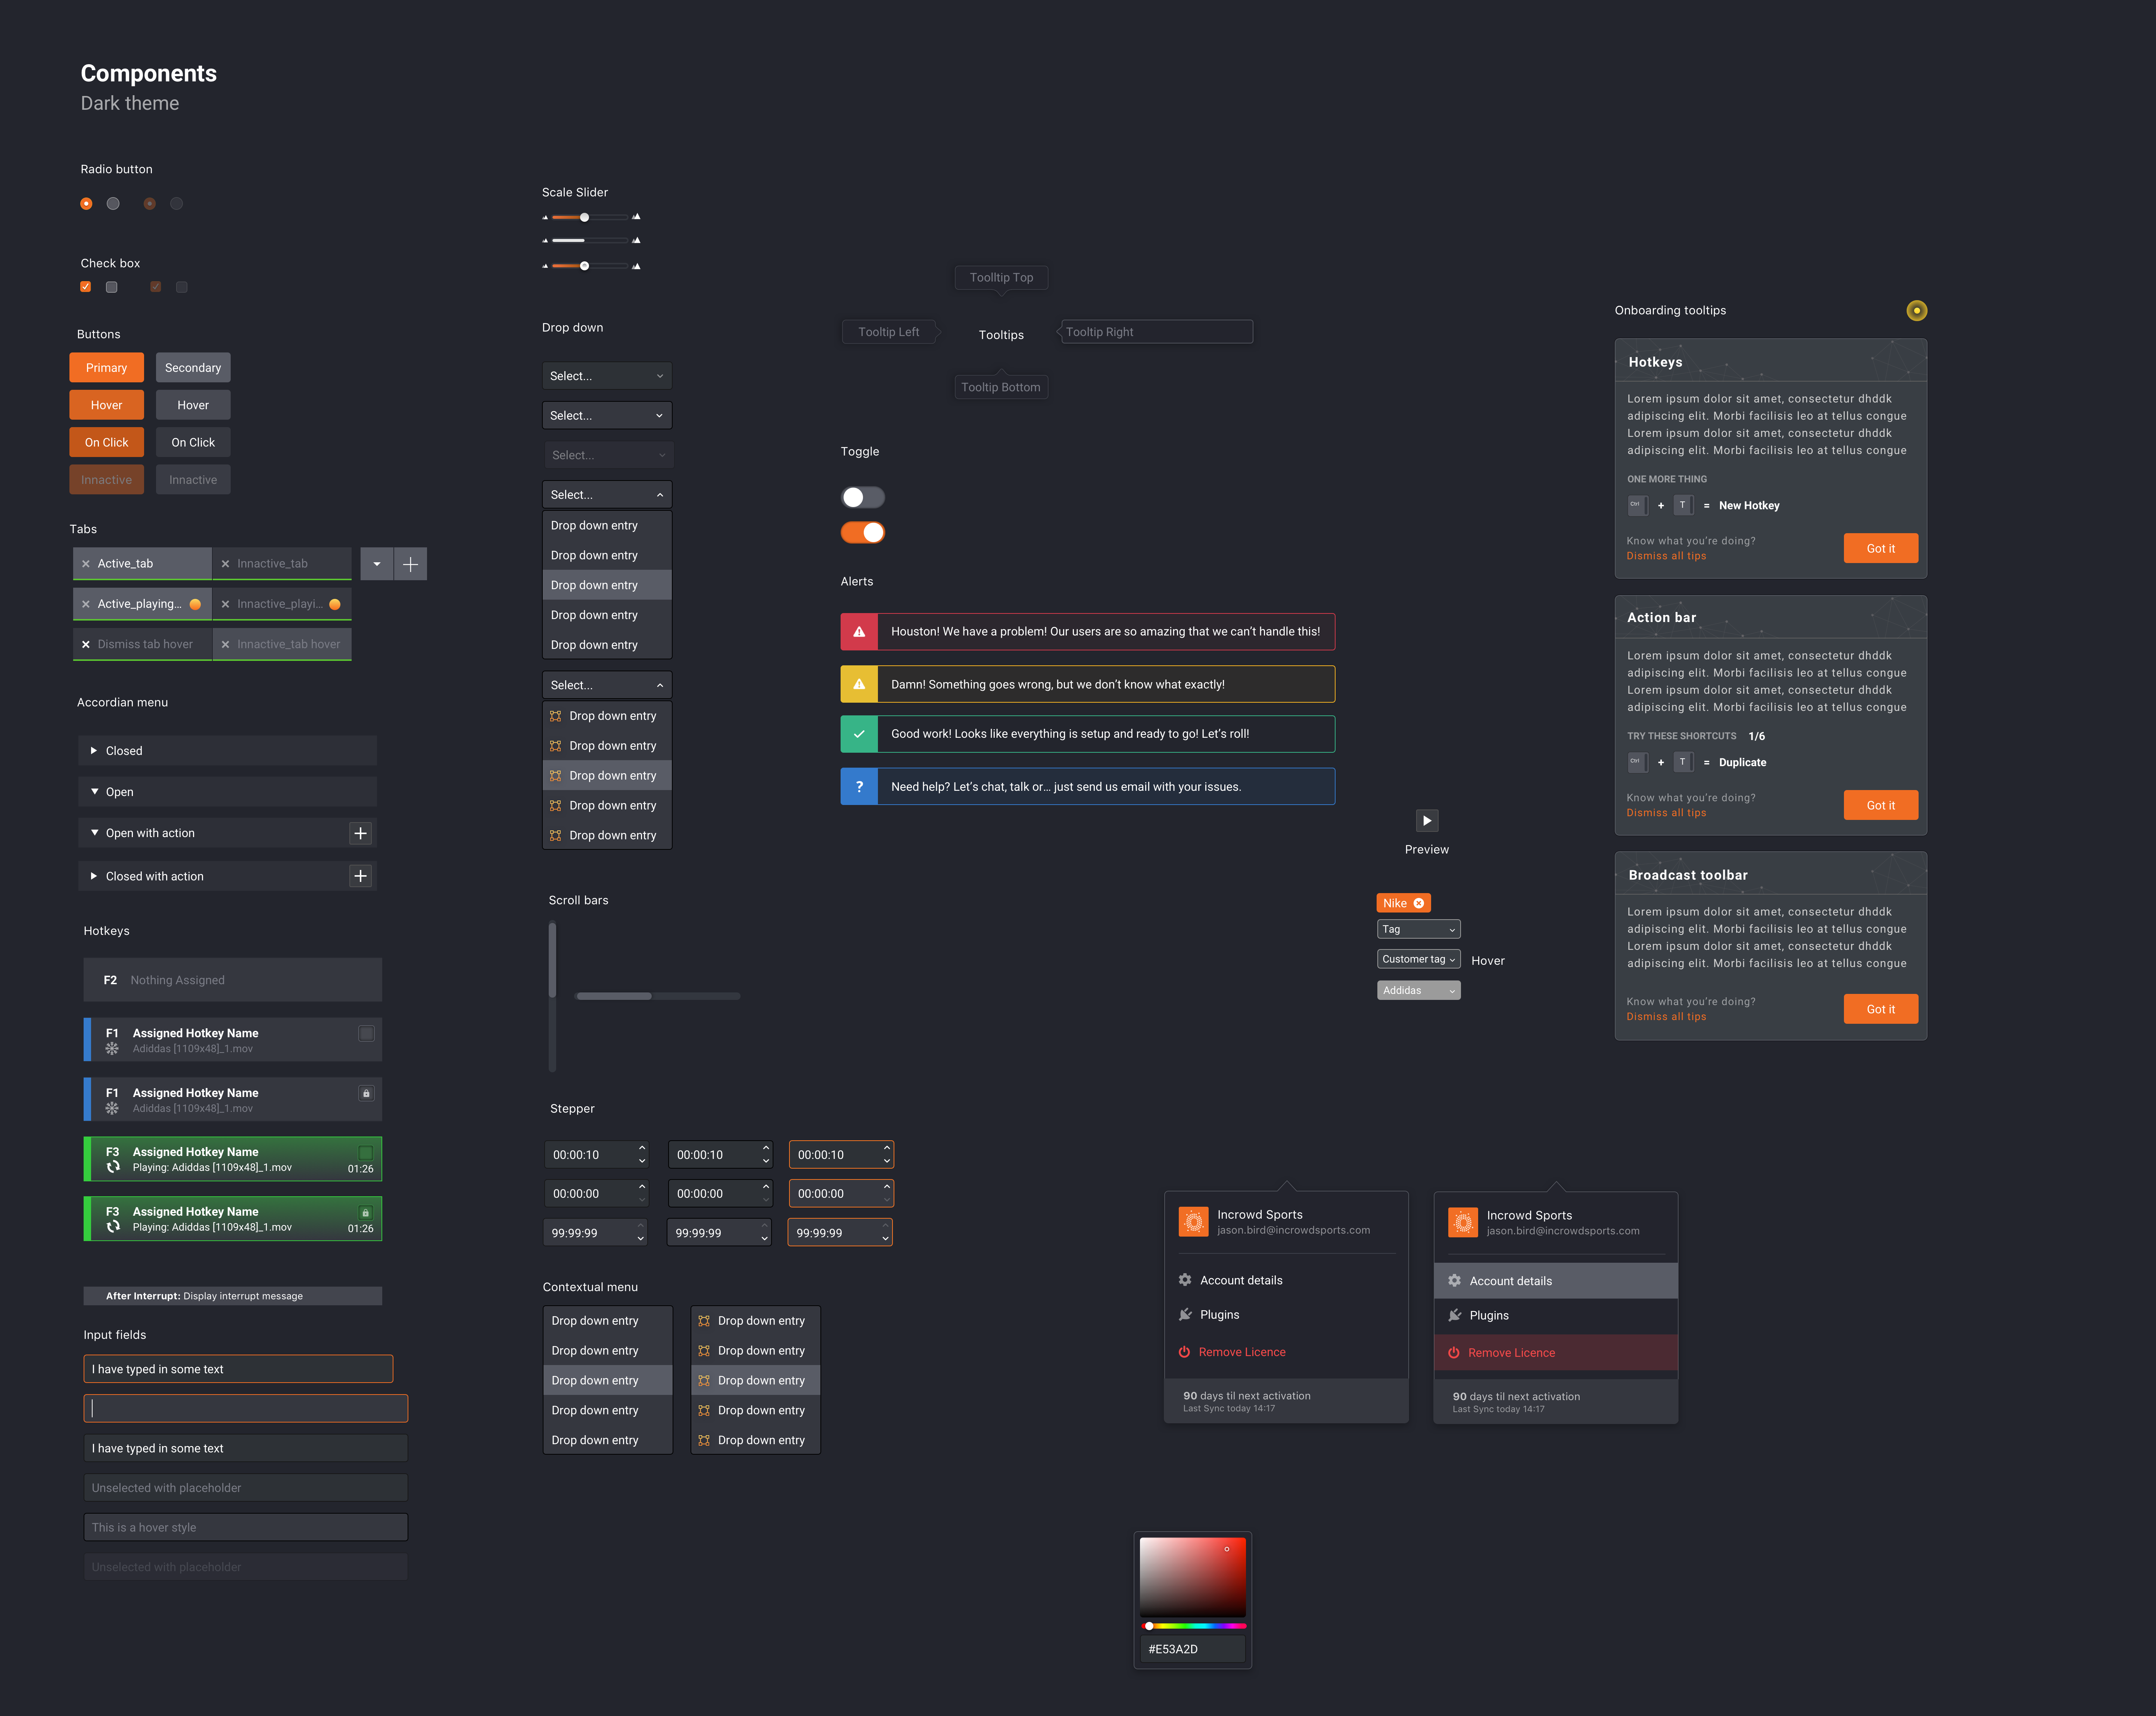 Components
Dark theme
Radio button
Check box
Buttons
Primary
Secondary
Hover
Hover
On Click
On Click
Innactive
Innactive
Tabs
Active_tab
Innactive_tab
Active_playing...
Innactive_playi...
Dismiss tab hover
Innactive_tab hover
Accordian menu
Closed
Open
Open with action
Closed with action
Hotkeys
F2 Nothing Assigned
F1 Assigned Hotkey Name
Adiddas [1109x48]_1.mov
F1 Assigned Hotkey Name
Adiddas [1109x48]_1.mov
F3 Assigned Hotkey Name
Playing: Adiddas [1109x48]_1.mov 01:26
F3 Assigned Hotkey Name
Playing: Adiddas [1109x48]_1.mov 01:26
After Interrupt: Display interrupt message
Input fields
I have typed in some text
I have typed in some text
Unselected with placeholder
This is a hover style
Unselected with placeholder
Scale Slider
Drop down
Select...
Select...
Select...
Select...
Drop down entry
Drop down entry
Drop down entry
Drop down entry
Drop down entry
Select...
Drop down entry
Drop down entry
Drop down entry
Drop down entry
Drop down entry
Scroll bars
Stepper
00:00:10
00:00:10
00:00:10
00:00:00
00:00:00
00:00:00
99:99:99
99:99:99
99:99:99
Contextual menu
Drop down entry
Drop down entry
Drop down entry
Drop down entry
Drop down entry
Drop down entry
Drop down entry
Drop down entry
Drop down entry
Drop down entry
Toolltip Top
Tooltip Left
Tooltips
Tooltip Right
Tooltip Bottom
Toggle
Alerts
Houston! We have a problem! Our users are so amazing that we can't handle this!
Damn! Something goes wrong, but we don't know what exactly!
Good work! Looks like everything is setup and ready to go! Let's roll!
? Need help? Let's chat, talk or... just send us email with your issues.
Preview
Nike
Tag
Customer tag
Hover
Addidas
Incrowd Sports
jason.bird@incrowdsports.com
Account details
Plugins
Remove Licence
90 days til next activation
Last Sync today 14:17
Incrowd Sports
jason.bird@incrowdsports.com
Account details
Plugins
Remove Licence
90 days til next activation
Last Sync today 14:17
#E53A2D
Onboarding tooltips
Hotkeys
Lorem ipsum dolor sit amet, consectetur dhddk
adipiscing elit. Morbi facilisis leo at tellus congue
Lorem ipsum dolor sit amet, consectetur dhddk
adipiscing elit. Morbi facilisis leo at tellus congue
ONE MORE THING
Ctrl + T = New Hotkey
Know what you're doing?
Dismiss all tips
Got it
Action bar
Lorem ipsum dolor sit amet, consectetur dhddk
adipiscing elit. Morbi facilisis leo at tellus congue
Lorem ipsum dolor sit amet, consectetur dhddk
adipiscing elit. Morbi facilisis leo at tellus congue
TRY THESE SHORTCUTS 1/6
Ctrl + T = Duplicate
Know what you're doing?
Dismiss all tips
Got it
Broadcast toolbar
Lorem ipsum dolor sit amet, consectetur dhddk
adipiscing elit. Morbi facilisis leo at tellus congue
Lorem ipsum dolor sit amet, consectetur dhddk
adipiscing elit. Morbi facilisis leo at tellus congue
Know what you're doing?
Dismiss all tips
Got it